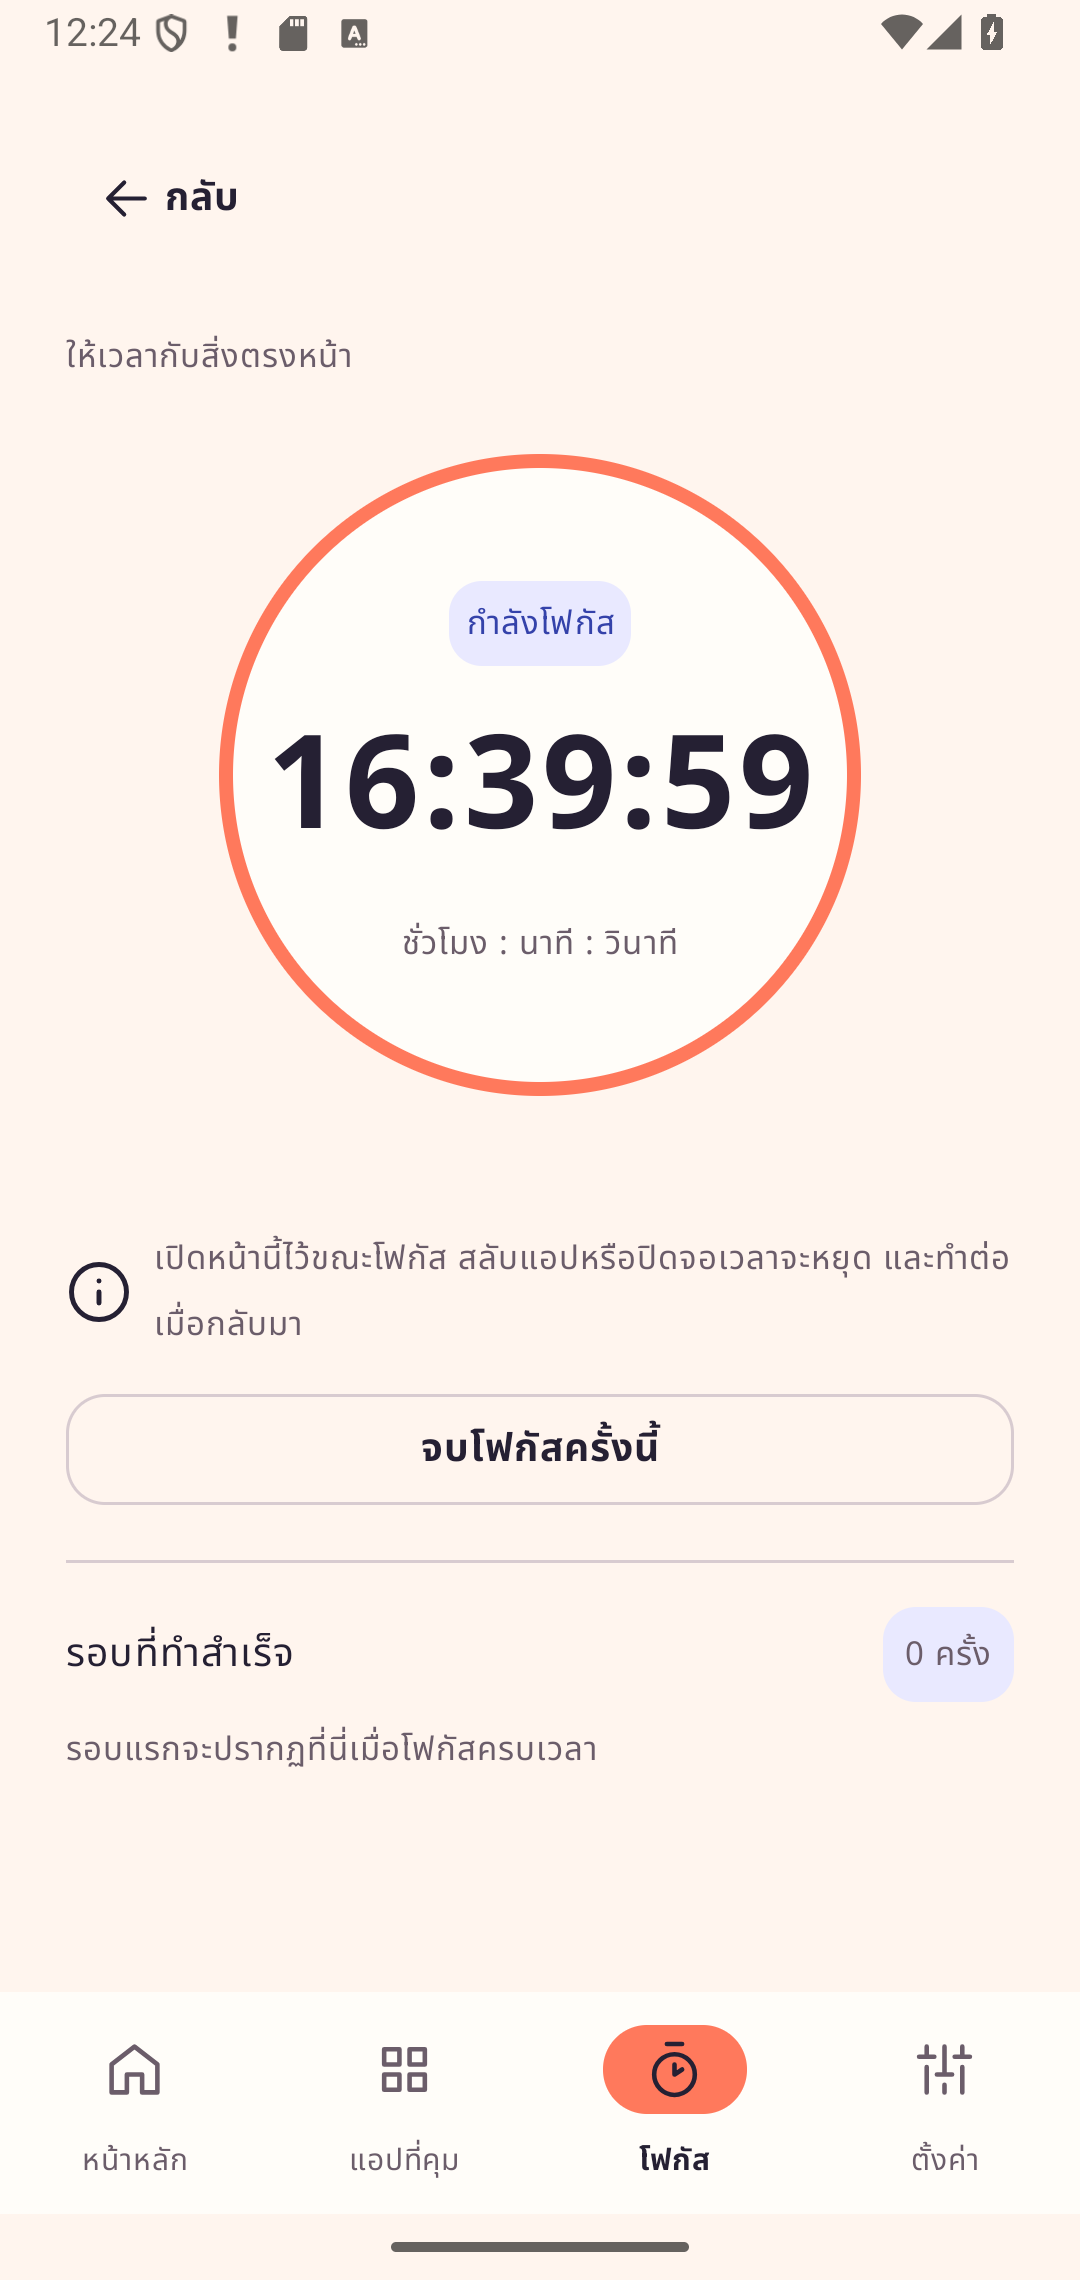 12:24
กลับ
ให้เวลากับสิ่งตรงหน้า
กำลังโฟกัส
16:39:59
ชั่วโมง : นาที : วินาที
เปิดหน้านี้ไว้ขณะโฟกัส สลับแอปหรือปิดจอเวลาจะหยุด และทำต่อ
เมื่อกลับมา
จบโฟกัสครั้งนี้
รอบที่ทำสำเร็จ
0 ครั้ง
รอบแรกจะปรากฏที่นี่เมื่อโฟกัสครบเวลา
หน้าหลัก
แอปที่คุม
โฟกัส
ตั้งค่า